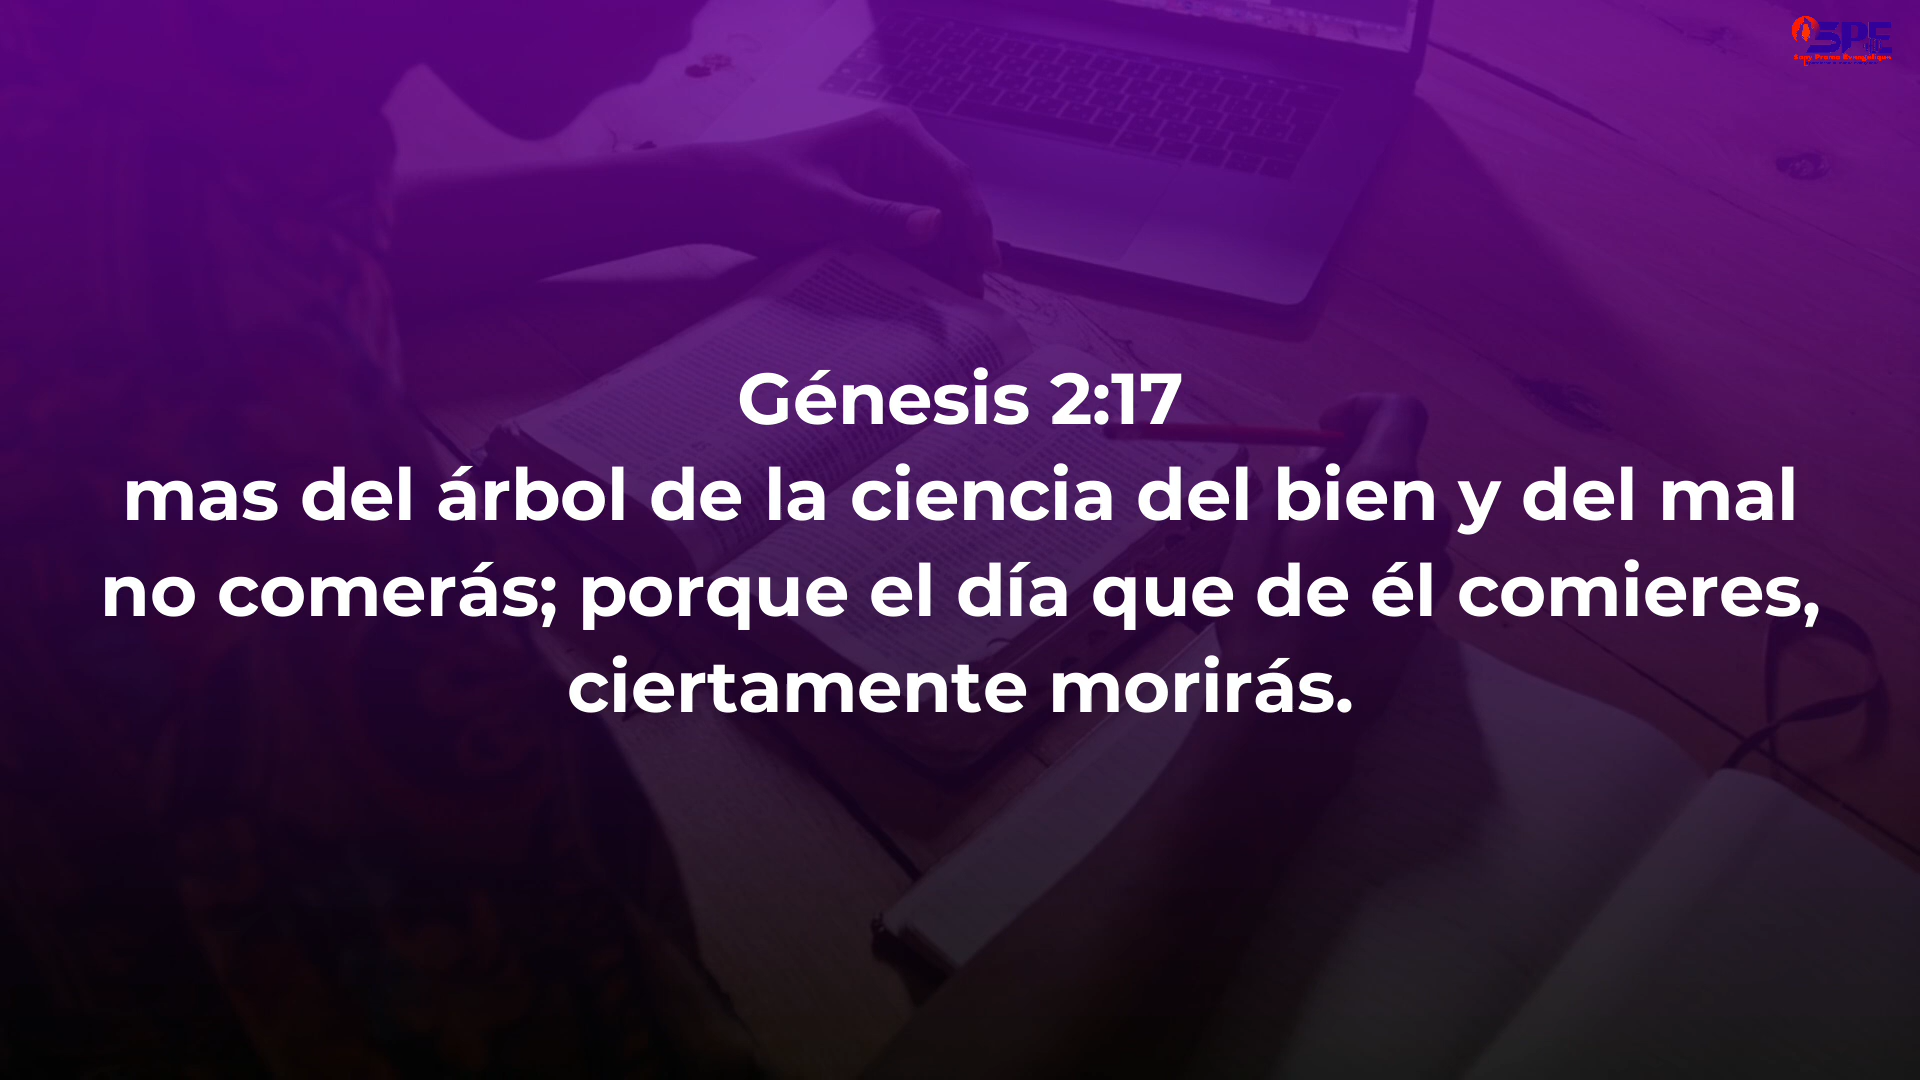 SPE
Génesis 2:17
mas del árbol de la ciencia del bien y del mal
no comerás; porque el día que de él comieres,
ciertamente morirás.